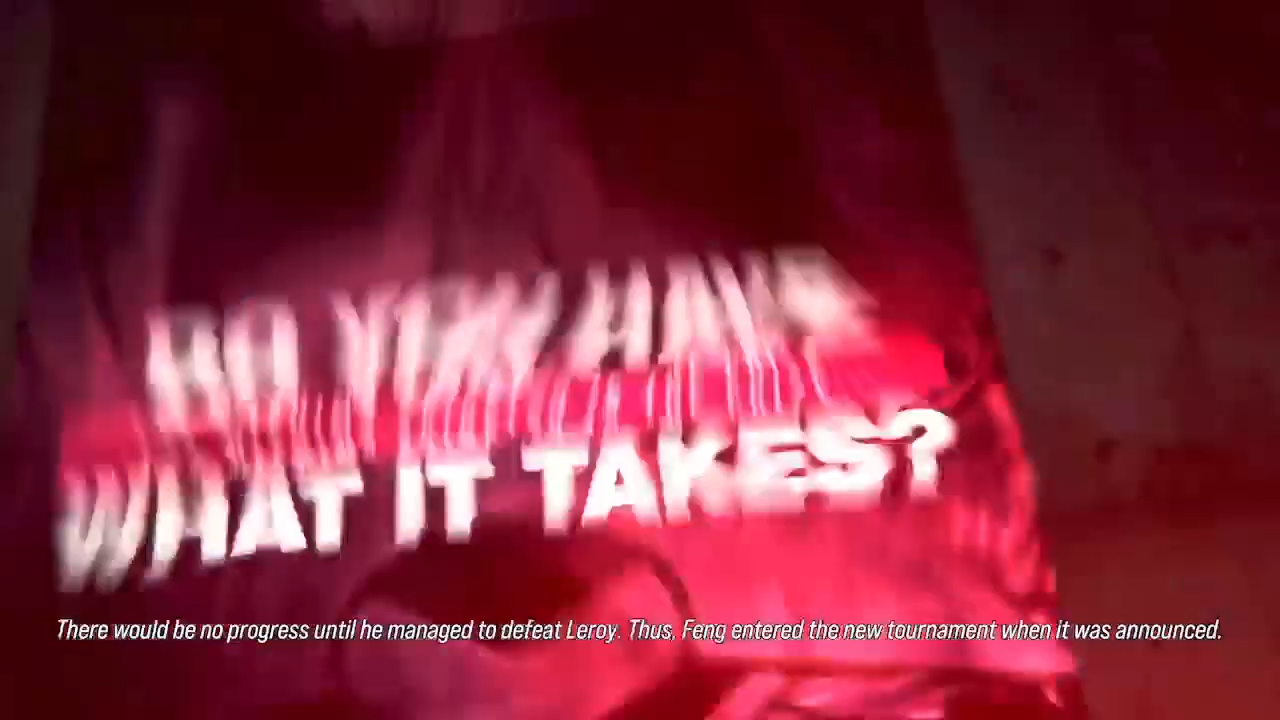 DO YOU HAVE
WHAT IT TAKES?
There would be no progress until he managed to defeat Leroy. Thus, Feng entered the new tournament when it was announced.